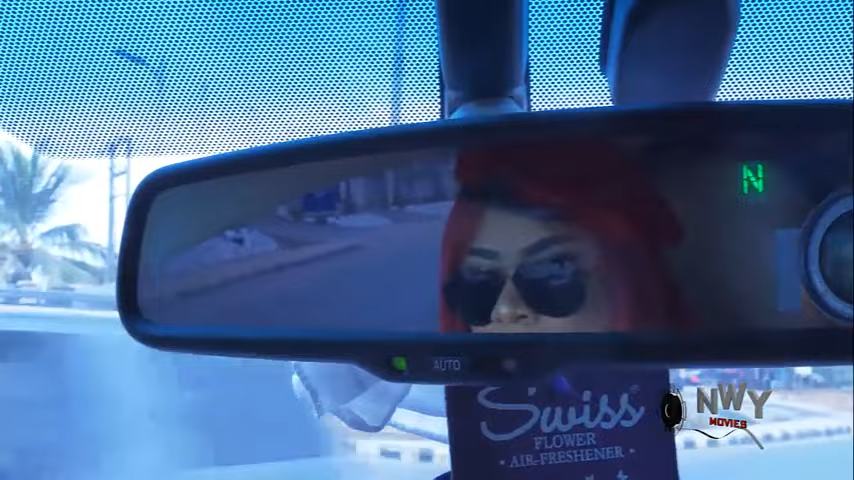 N
AUTO
Swiss
FLOWER
• AIR-FRESHENER •
NWY
MOVIES